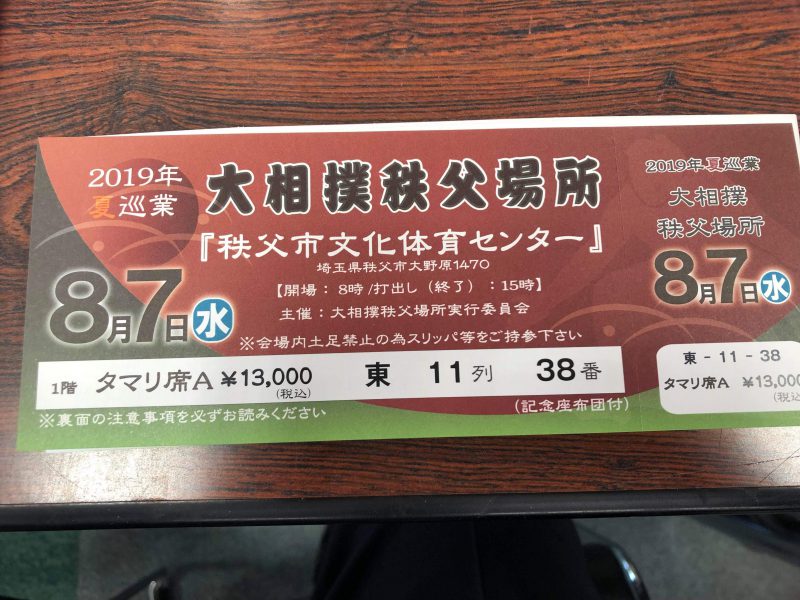 2019年
夏巡業
大相撲秩父場所
『秩父市文化体育センター』
埼玉県秩父市大野原1470
【開場：8時/打出し（終了）：15時】
主催：大相撲秩父場所実行委員会
8月7日水
※会場内土足禁止の為スリッパ等をご持参下さい
1階 タマリ席A ¥13,000 東 11列 38番
(税込)
※裏面の注意事項を必ずお読みください
(記念座布団付)
2019年夏巡業
大相撲
秩父場所
8月7日水
東-11-38
タマリ席A ¥13,000
(税込)